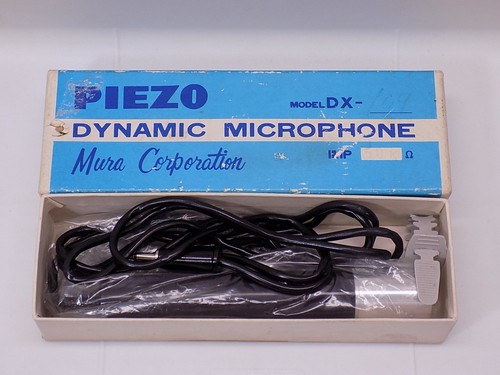 PIEZO
MODEL DX-
DYNAMIC MICROPHONE
Mura Corporation
IMP Ω